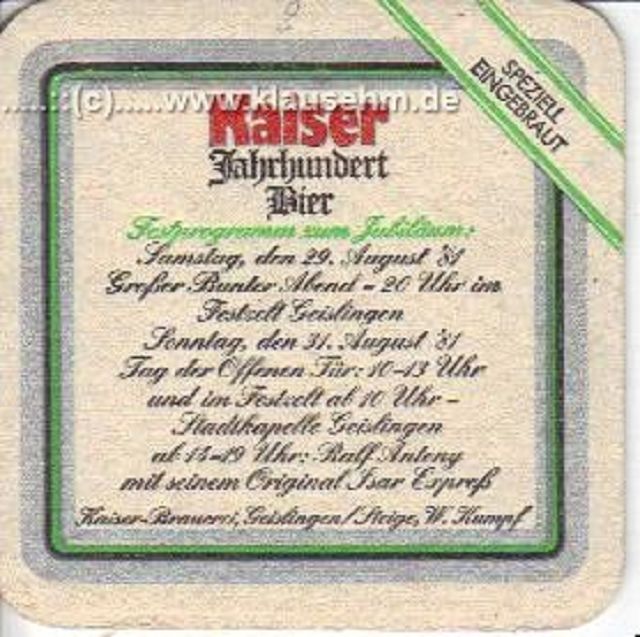 SPEZIELL
EINGEBRAUT
.....::(c).....www.klausehm.de
Kaiser
Jahrhundert
Bier
Festprogramm zum Jubiläum:
Samstag, den 29. August '81
Großer Bunter Abend - 20 Uhr im
Festzelt Geislingen
Sonntag, den 31. August '81
Tag der Offenen Tür: 10-13 Uhr
und im Festzelt ab 10 Uhr -
Stadtkapelle Geislingen
ab 14-19 Uhr: Ralf Anteny
mit seinem Original Isar Expreß
Kaiser-Brauerei, Geislingen/Steige, W. Kumpf